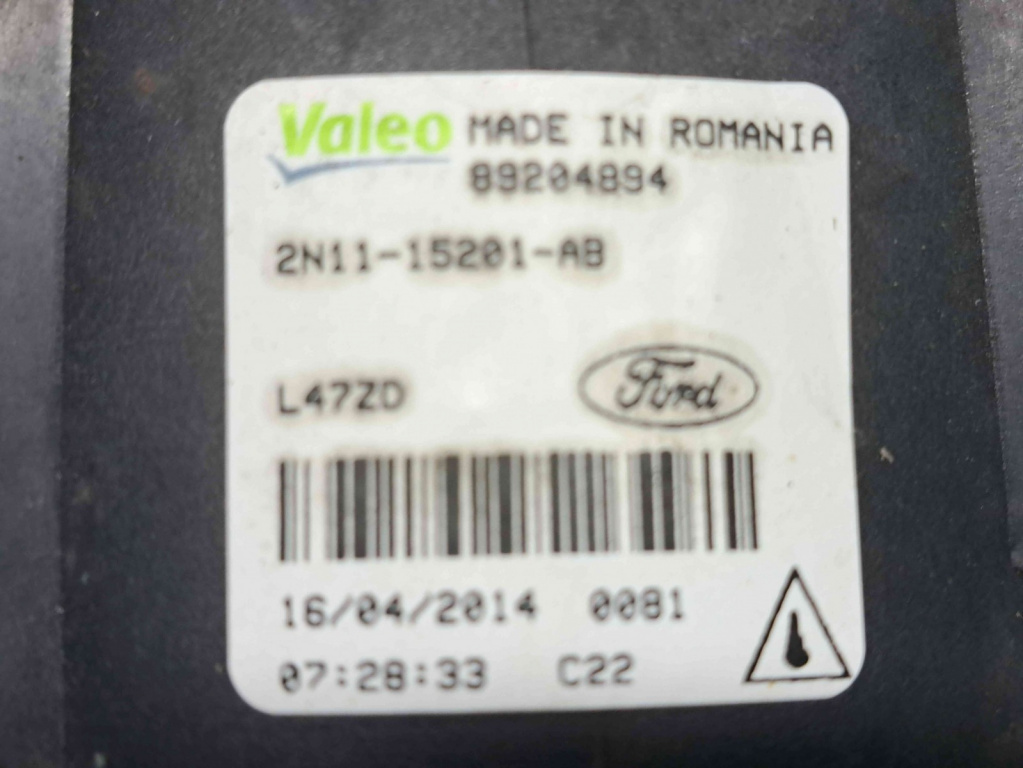 Valeo MADE IN ROMANIA
89204894
2N11-15201-AB
L47ZD Ford
16/04/2014 0081
07:28:33 C22